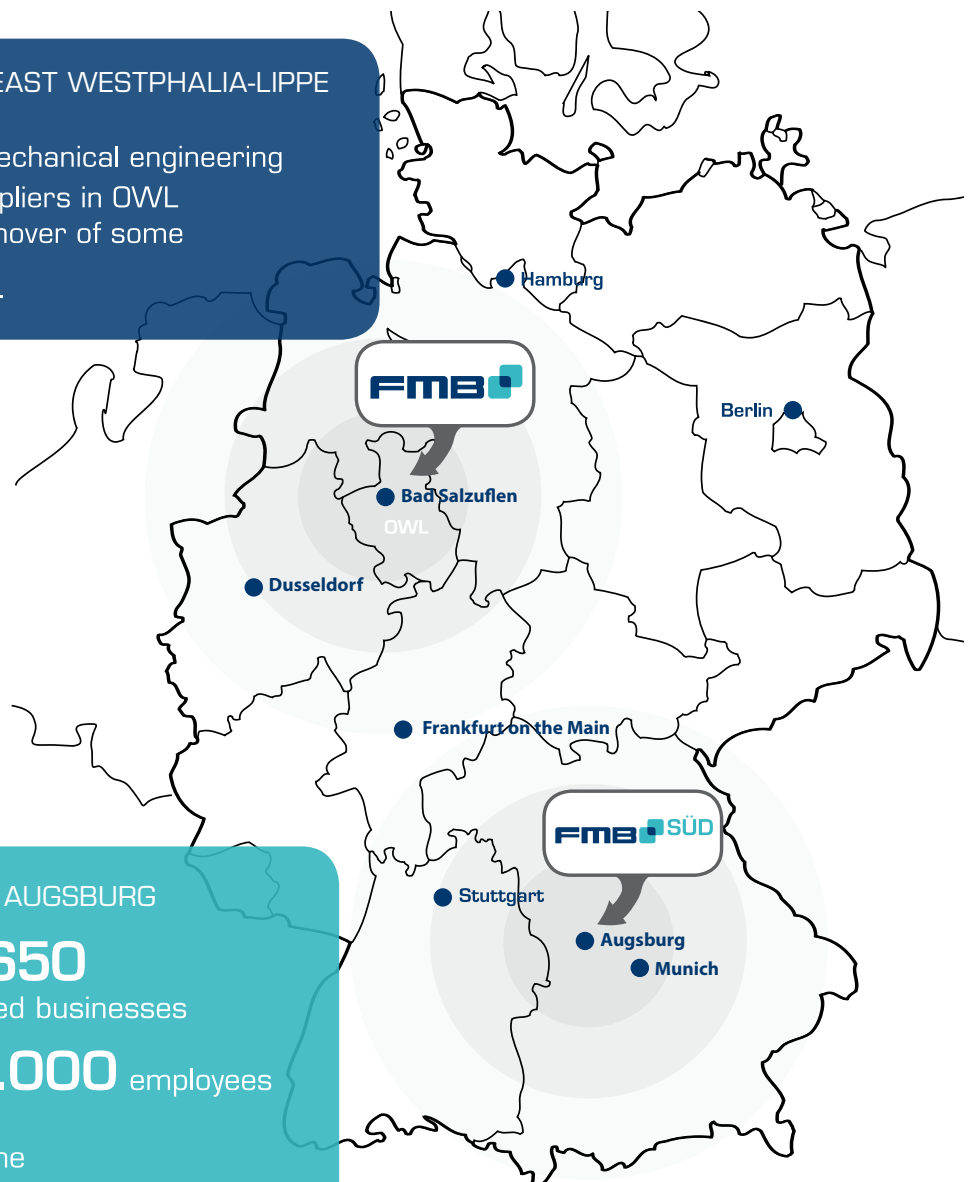 EAST WESTPHALIA-LIPPE
echanical engineering
pliers in OWL
nover of some
Hamburg
FMB
Berlin
Bad Salzuflen
OWL
Dusseldorf
Frankfurt on the Main
FMB SÜD
AUGSBURG
Stuttgart
650
ed businesses
Augsburg
Munich
.000 employees
ne